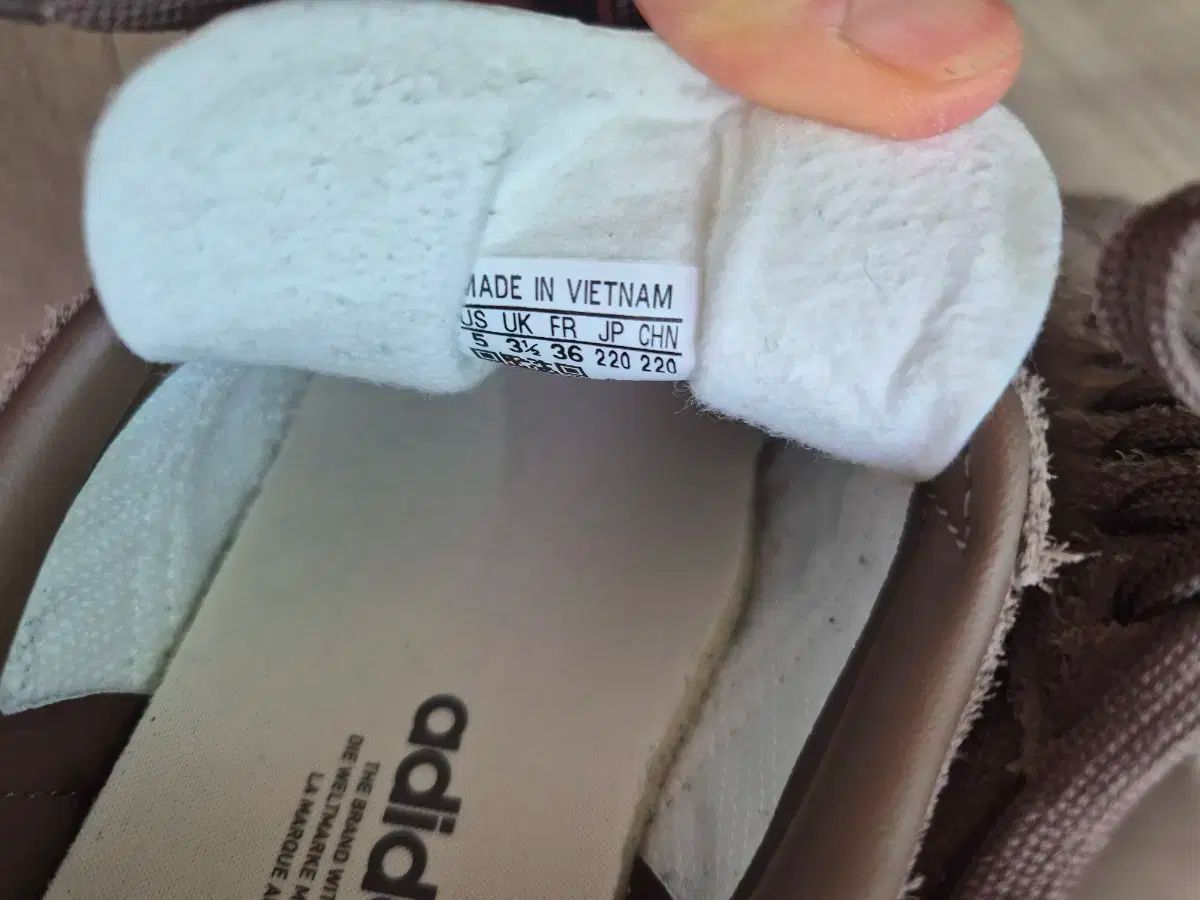 MADE IN VIETNAM
US UK FR JP CHN
5 3½ 36 220 220
adid
THE BRAND WIT
DIE WELTMARKE M
LA MARQUE A